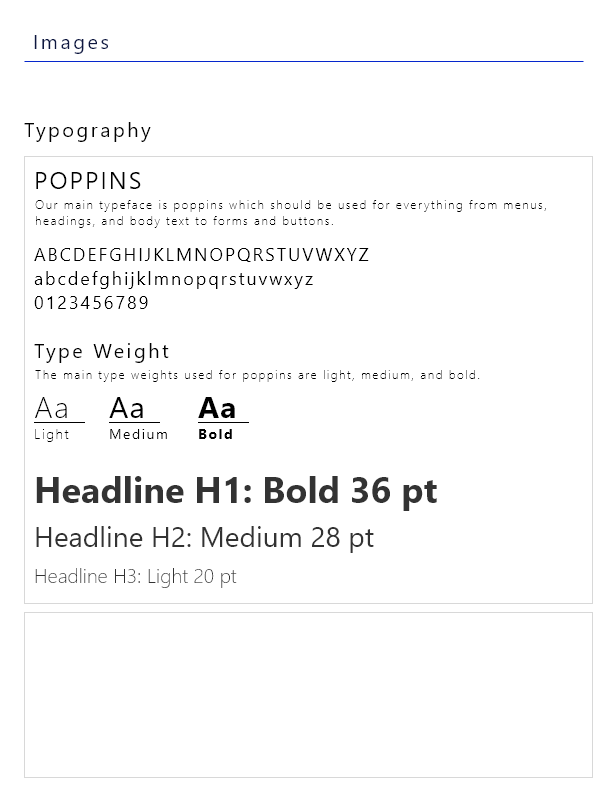 Images
Typography
POPPINS
Our main typeface is poppins which should be used for everything from menus,
headings, and body text to forms and buttons.
ABCDEFGHIJKLMNOPQRSTUVWXYZ
abcdefghijklmnopqrstuvwxyz
0123456789
Type Weight
The main type weights used for poppins are light, medium, and bold.
Aa Aa Aa
Light Medium Bold
Headline H1: Bold 36 pt
Headline H2: Medium 28 pt
Headline H3: Light 20 pt